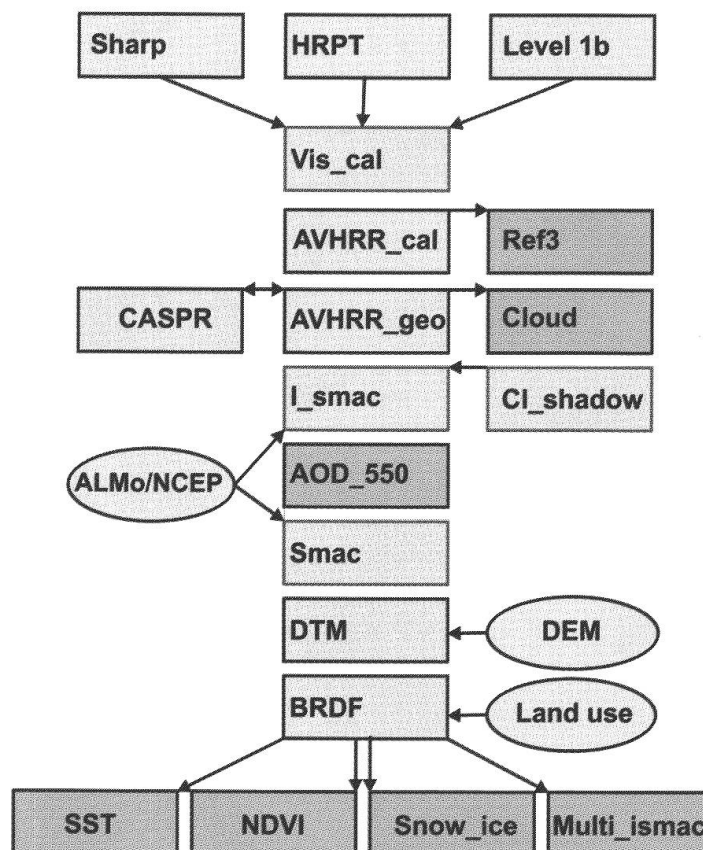 Sharp
HRPT
Level 1b
Vis_cal
AVHRR_cal
Ref3
CASPR
AVHRR_geo
Cloud
I_smac
Cl_shadow
ALMo/NCEP
AOD_550
Smac
DTM
DEM
BRDF
Land use
SST
NDVI
Snow_ice
Multi_ismac